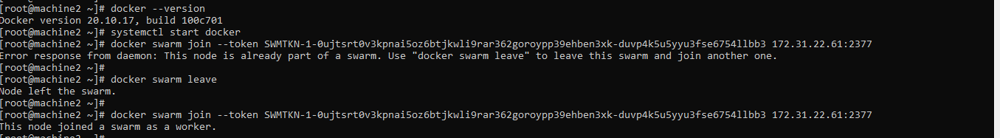 [root@machine2 ~]# docker --version
Docker version 20.10.17, build 100c701
[root@machine2 ~]# systemctl start docker
[root@machine2 ~]# docker swarm join --token SWMTKN-1-0ujtsrt0v3kpnai5oz6btjkwli9rar362goroypp39ehben3xk-duvp4k5u5yyu3fse6754llbb3 172.31.22.61:2377
Error response from daemon: This node is already part of a swarm. Use "docker swarm leave" to leave this swarm and join another one.
[root@machine2 ~]#
[root@machine2 ~]# docker swarm leave
Node left the swarm.
[root@machine2 ~]#
[root@machine2 ~]# docker swarm join --token SWMTKN-1-0ujtsrt0v3kpnai5oz6btjkwli9rar362goroypp39ehben3xk-duvp4k5u5yyu3fse6754llbb3 172.31.22.61:2377
This node joined a swarm as a worker.
[root@machine2 ~]#